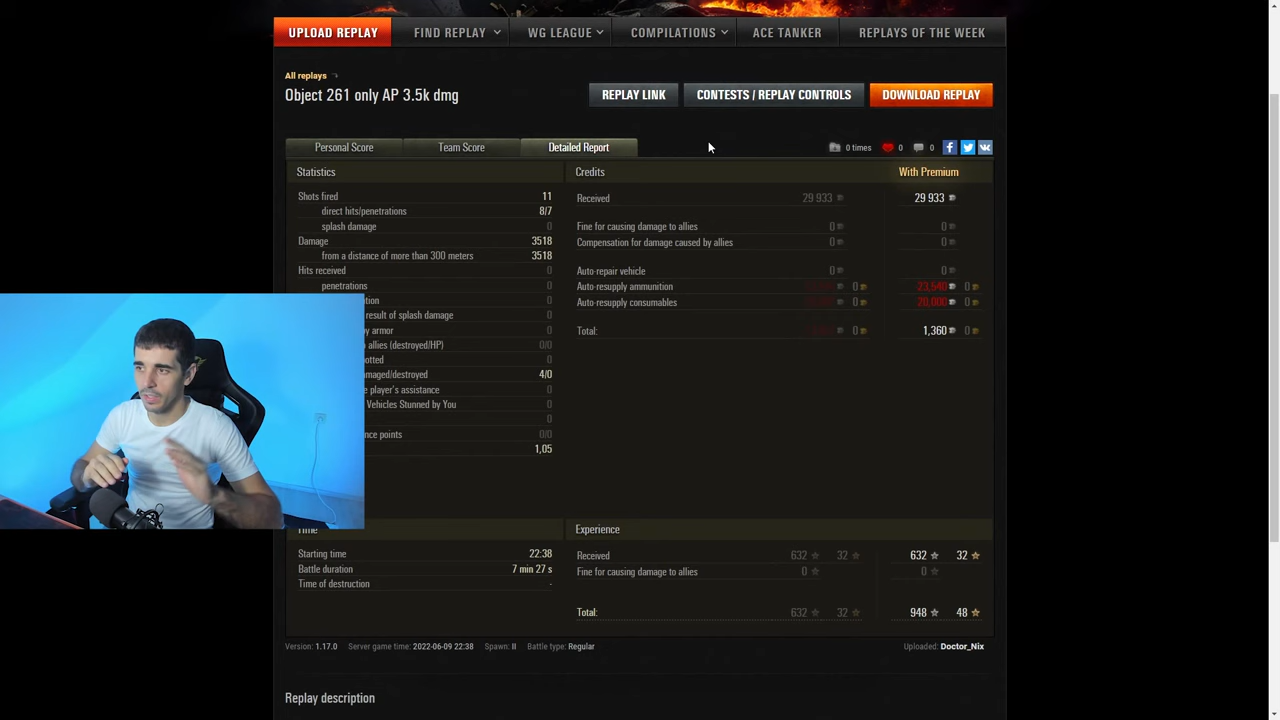 UPLOAD REPLAY FIND REPLAY WG LEAGUE COMPILATIONS ACE TANKER REPLAYS OF THE WEEK
All replays
Object 261 only AP 3.5k dmg REPLAY LINK CONTESTS / REPLAY CONTROLS DOWNLOAD REPLAY
Personal Score Team Score Detailed Report 0 times 0 0
Statistics Credits With Premium
Shots fired 11 Received 29 933 29 933
direct hits/penetrations 8/7
splash damage 0 Fine for causing damage to allies 0 0
Damage 3518 Compensation for damage caused by allies 0 0
from a distance of more than 300 meters 3518
Hits received 0 Auto-repair vehicle 0 0
penetrations 0 Auto-resupply ammunition 0 23,540 0
0 Auto-resupply consumables 0 20,000 0
result of splash damage 0
armor 0 Total: 0 1,360 0
allies (destroyed/HP) 0/0
0
4/0
player's assistance 0
Vehicles Stunned by You 0
0
points 0/0
1,05
Time Experience
Starting time 22:38 Received 632 32 632 32
Battle duration 7 min 27 s Fine for causing damage to allies 0 0
Time of destruction -
Total: 632 32 948 48
Version: 1.17.0 Server game time: 2022-06-09 22:38 Spawn: II Battle type: Regular Uploaded: Doctor_Nix
Replay description